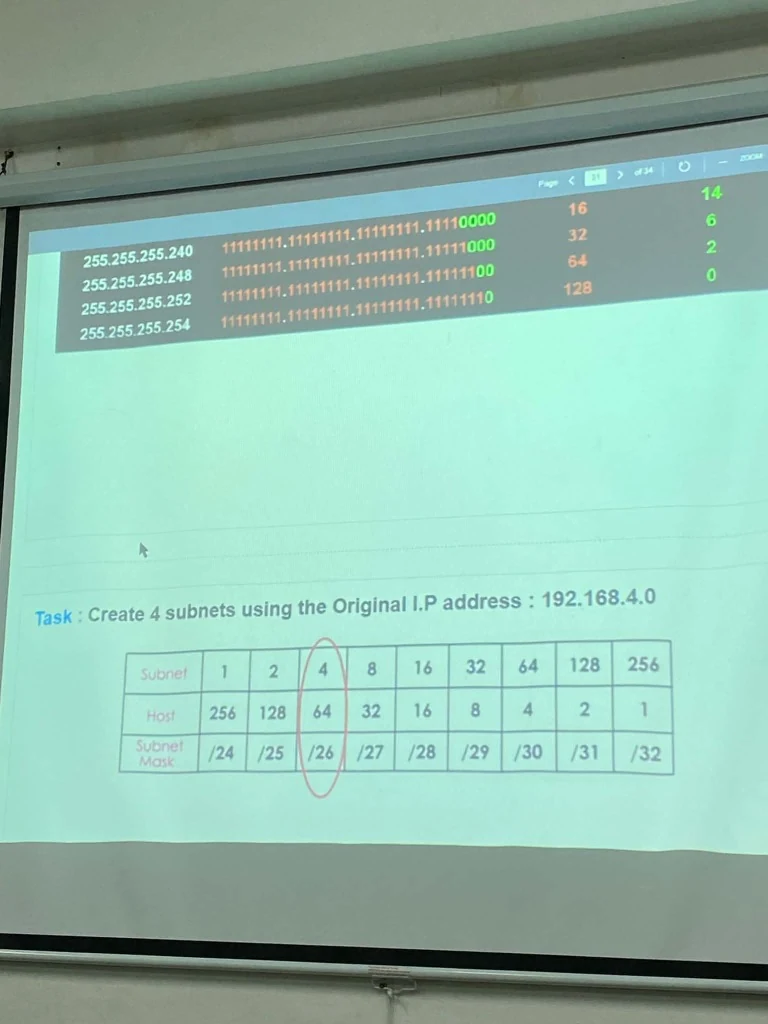 Page < 31 > of 34 − ZOOM
255.255.255.240 11111111.11111111.11111111.11110000 16 14
255.255.255.248 11111111.11111111.11111111.11111000 32 6
255.255.255.252 11111111.11111111.11111111.11111100 64 2
255.255.255.254 11111111.11111111.11111111.11111110 128 0
Task : Create 4 subnets using the Original I.P address : 192.168.4.0
Subnet 1 2 4 8 16 32 64 128 256
Host 256 128 64 32 16 8 4 2 1
Subnet Mask /24 /25 /26 /27 /28 /29 /30 /31 /32